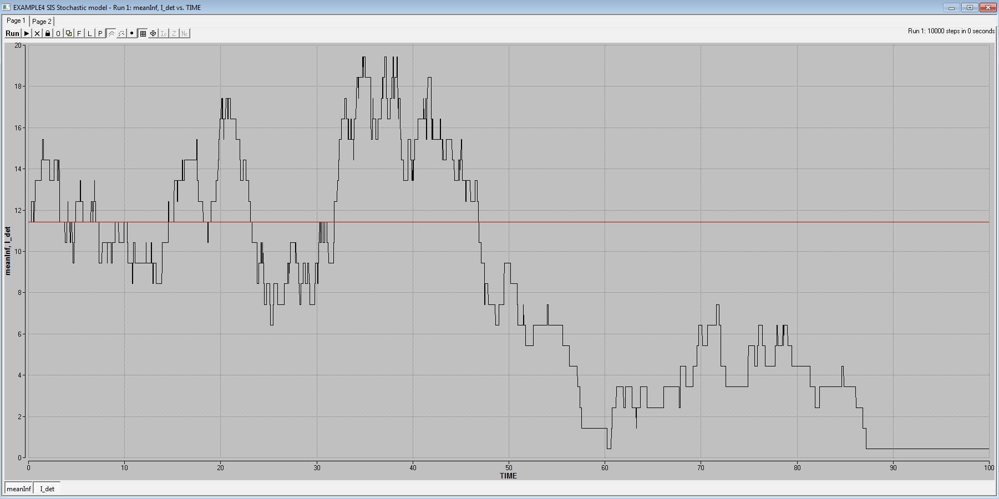 EXAMPLE4 SIS Stochastic model - Run 1: meanInf, I_det vs. TIME
Page 1 Page 2
Run O F L P Ic Z Nc
Run 1: 10000 steps in 0 seconds
20
18
16
14
12
10
8
6
4
2
0
meanInf, I_det
0 10 20 30 40 50 60 70 80 90 100
TIME
meanInf I_det